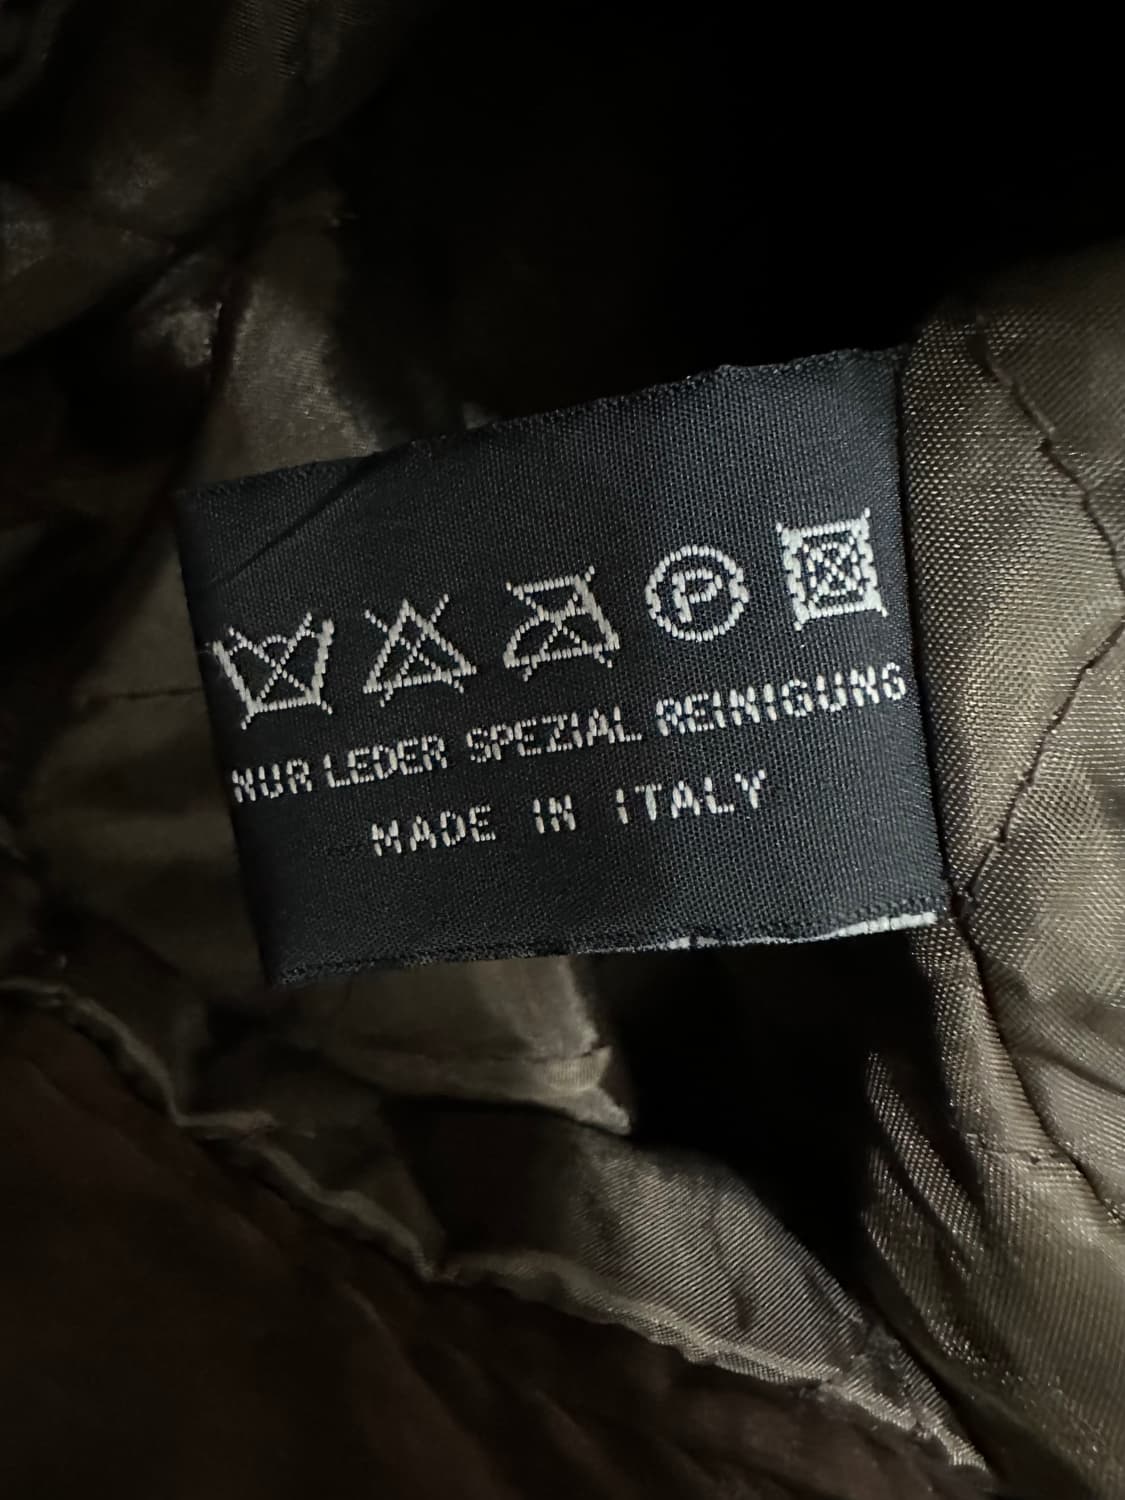 P
NUR LEDER SPEZIAL REINIGUNG
MADE IN ITALY